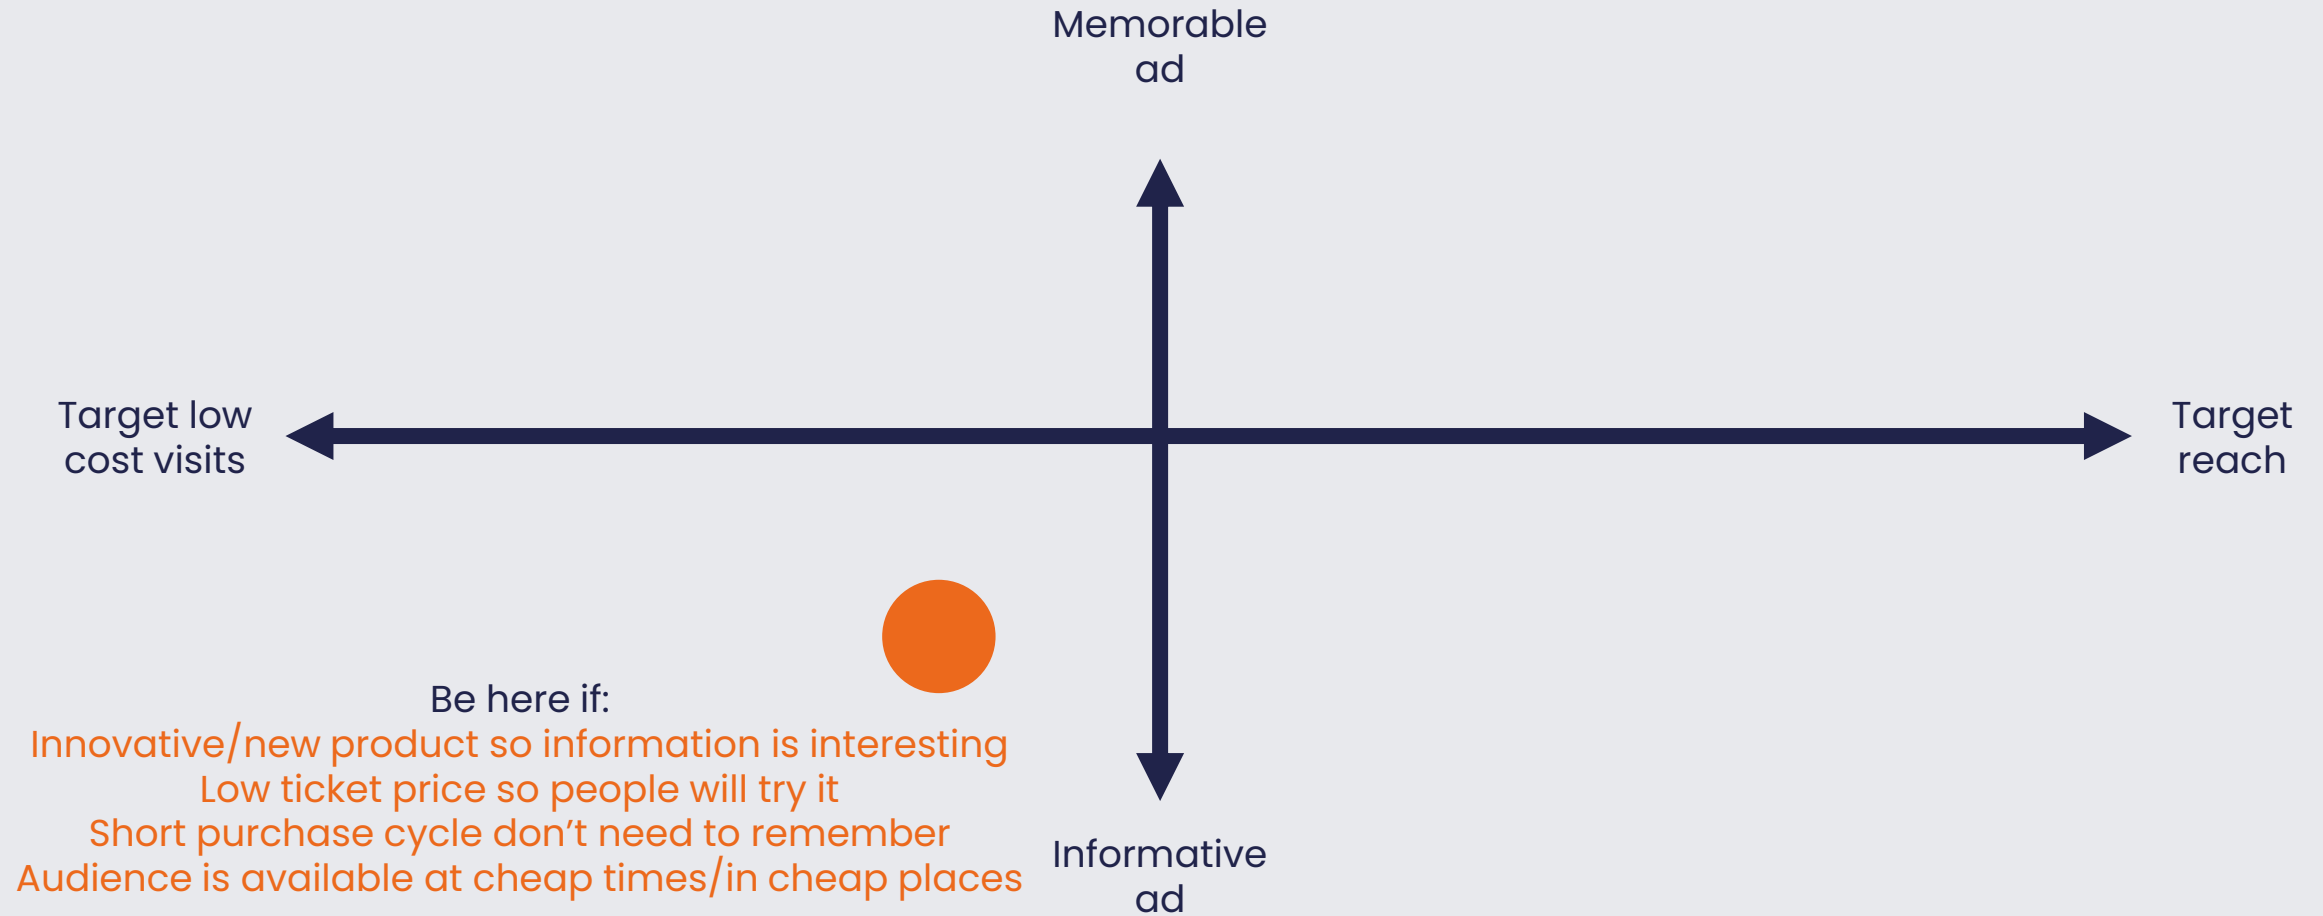 Memorable
ad
Target low
cost visits
Target
reach
Be here if:
Innovative/new product so information is interesting
Low ticket price so people will try it
Short purchase cycle don’t need to remember
Audience is available at cheap times/in cheap places
Informative
ad